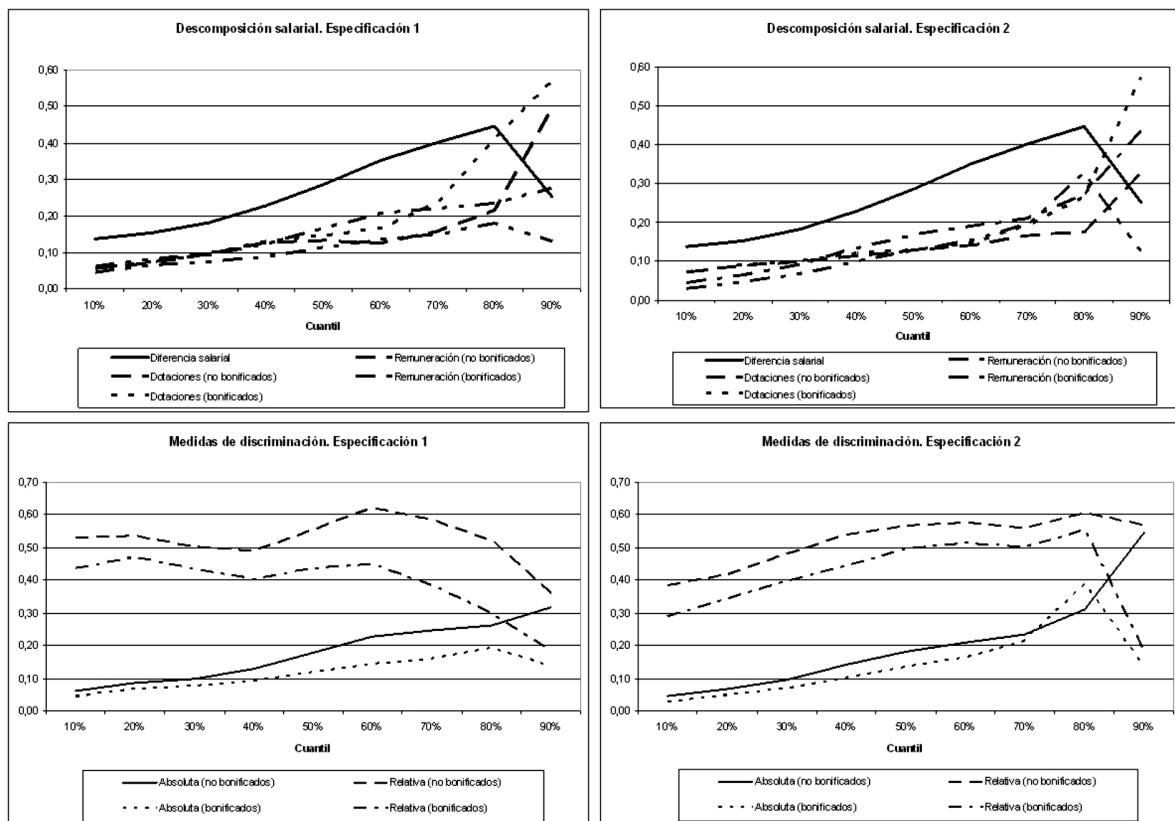 Descomposición salarial. Especificación 1
0,60
0,50
0,40
0,30
0,20
0,10
0,00
10% 20% 30% 40% 50% 60% 70% 80% 90%
Cuantil
Diferencia salarial Remuneración (no bonificados)
Dotaciones (no bonificados) Remuneración (bonificados)
Dotaciones (bonificados)
Descomposición salarial. Especificación 2
0,60
0,50
0,40
0,30
0,20
0,10
0,00
10% 20% 30% 40% 50% 60% 70% 80% 90%
Cuantil
Diferencia salarial Remuneración (no bonificados)
Dotaciones (no bonificados) Remuneración (bonificados)
Dotaciones (bonificados)
Medidas de discriminación. Especificación 1
0,70
0,60
0,50
0,40
0,30
0,20
0,10
0,00
10% 20% 30% 40% 50% 60% 70% 80% 90%
Cuantil
Absoluta (no bonificados) Relativa (no bonificados)
Absoluta (bonificados) Relativa (bonificados)
Medidas de discriminación. Especificación 2
0,70
0,60
0,50
0,40
0,30
0,20
0,10
0,00
10% 20% 30% 40% 50% 60% 70% 80% 90%
Cuantil
Absoluta (no bonificados) Relativa (no bonificados)
Absoluta (bonificados) Relativa (bonificados)